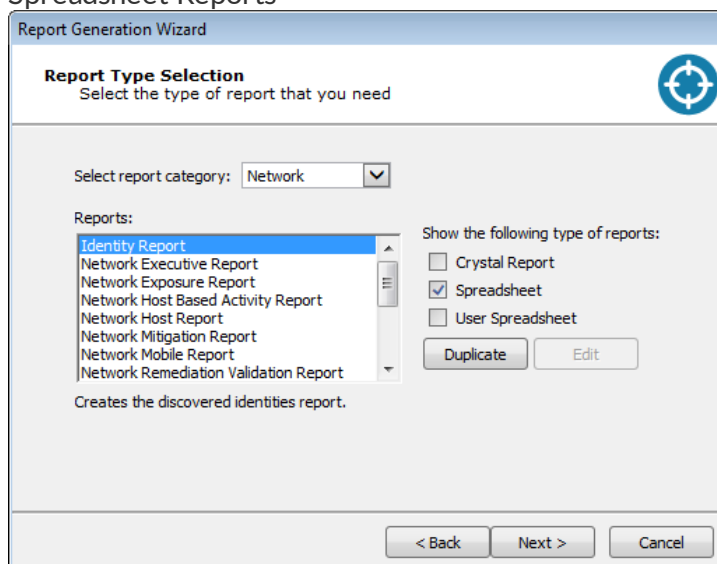 Spreadsheet Reports
Report Generation Wizard
Report Type Selection
Select the type of report that you need
Select report category: Network
Reports:
Identity Report
Network Executive Report
Network Exposure Report
Network Host Based Activity Report
Network Host Report
Network Mitigation Report
Network Mobile Report
Network Remediation Validation Report
Show the following type of reports:
Crystal Report
Spreadsheet
User Spreadsheet
Duplicate Edit
Creates the discovered identities report.
< Back Next > Cancel